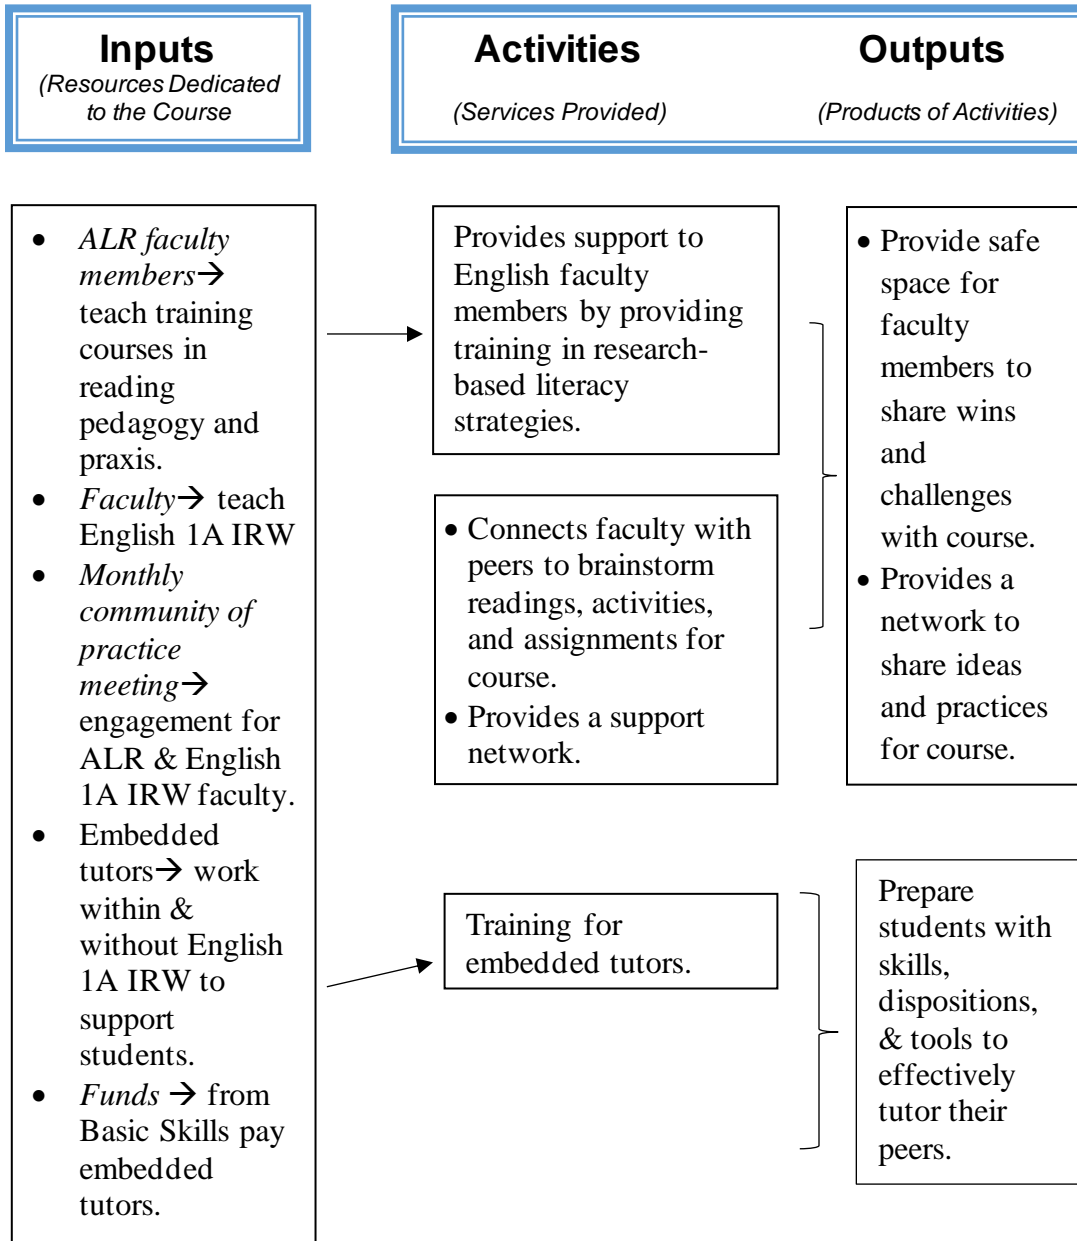 Inputs
(Resources Dedicated
to the Course
Activities
(Services Provided)
Outputs
(Products of Activities)
• ALR faculty
members→
teach training
courses in
reading
pedagogy and
praxis.
• Faculty→ teach
English 1A IRW
• Monthly
community of
practice
meeting→
engagement for
ALR & English
1A IRW faculty.
• Embedded
tutors→ work
within &
without English
1A IRW to
support
students.
• Funds → from
Basic Skills pay
embedded
tutors.
Provides support to
English faculty
members by providing
training in research-
based literacy
strategies.
• Connects faculty with
peers to brainstorm
readings, activities,
and assignments for
course.
• Provides a support
network.
Training for
embedded tutors.
• Provide safe
space for
faculty
members to
share wins
and
challenges
with course.
• Provides a
network to
share ideas
and practices
for course.
Prepare
students with
skills,
dispositions,
& tools to
effectively
tutor their
peers.